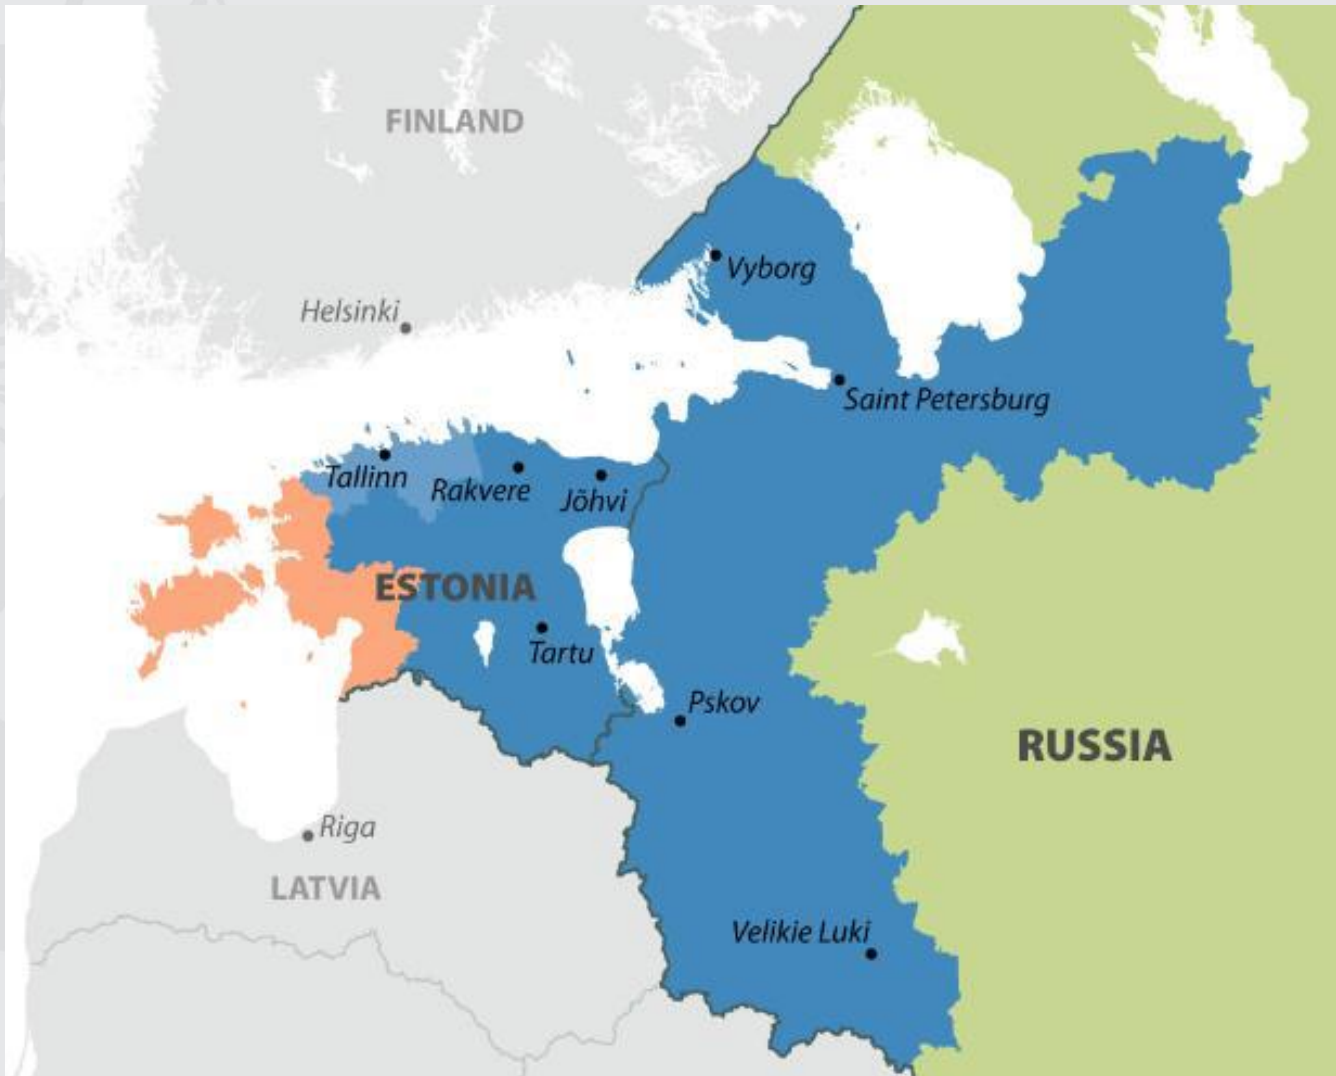 FINLAND
Vyborg
Helsinki
Saint Petersburg
Tallinn
Rakvere
Jõhvi
ESTONIA
Tartu
Pskov
RUSSIA
Riga
LATVIA
Velikie Luki